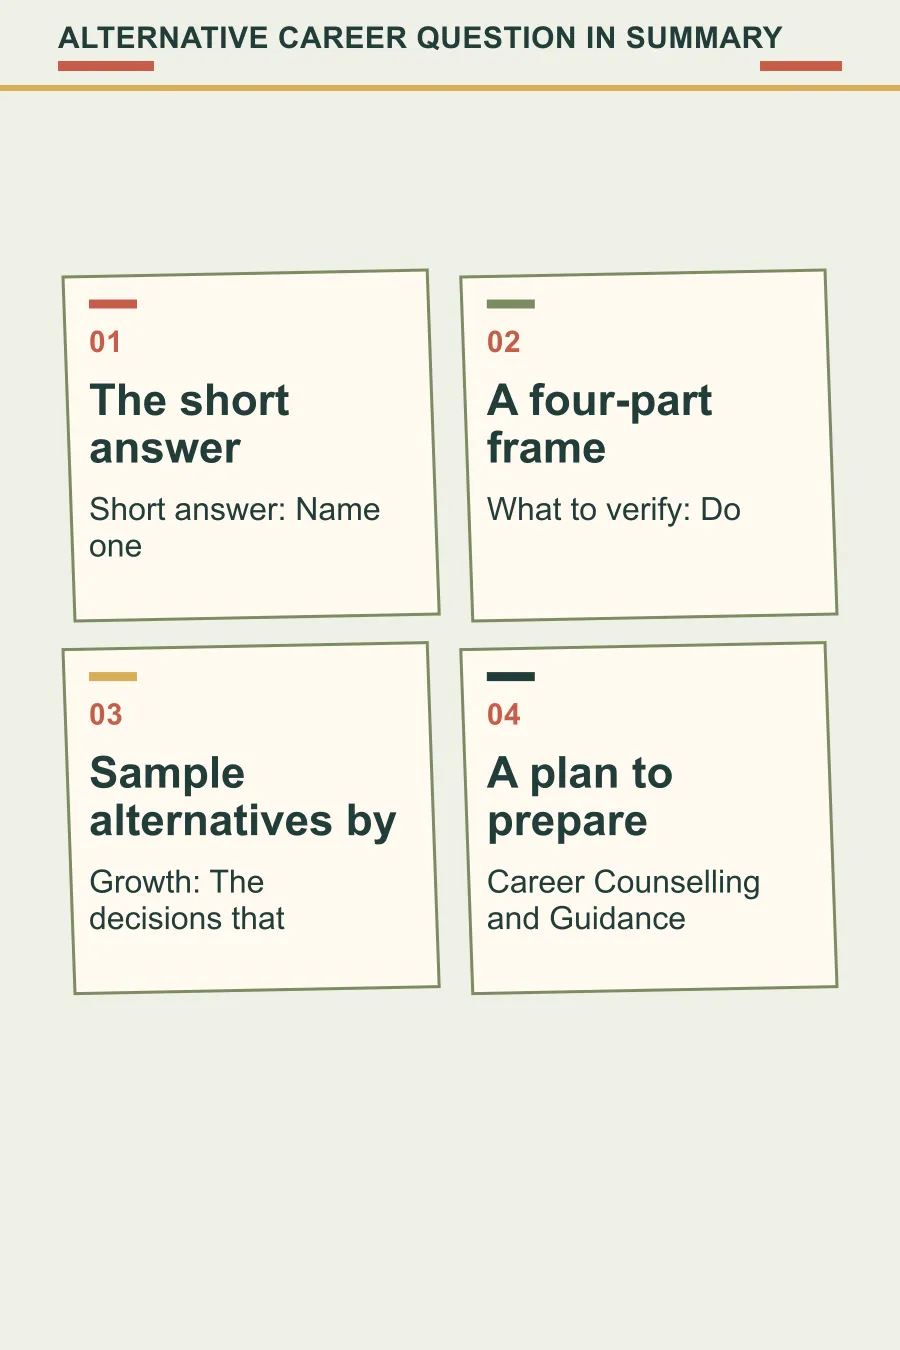 ALTERNATIVE CAREER QUESTION IN SUMMARY
01
The short
answer
Short answer: Name
one
02
A four-part
frame
What to verify: Do
03
Sample
alternatives by
Growth: The
decisions that
04
A plan to
prepare
Career Counselling
and Guidance